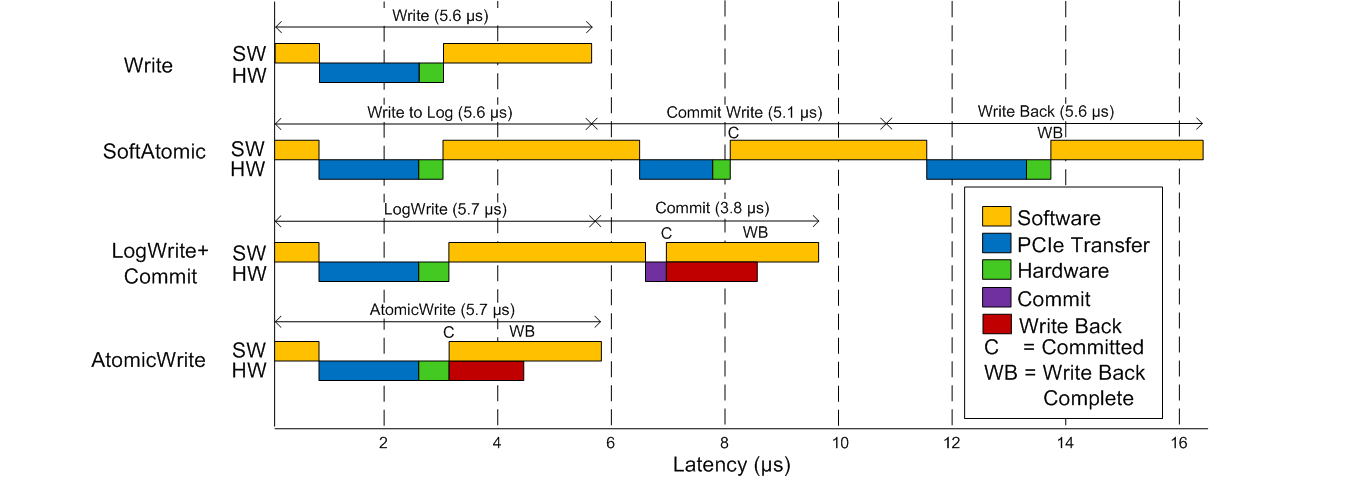 Write (5.6 µs)
Write
SW
HW
Write to Log (5.6 µs)
Commit Write (5.1 µs)
Write Back (5.6 µs)
C
WB
SoftAtomic
SW
HW
LogWrite (5.7 µs)
Commit (3.8 µs)
C
WB
LogWrite+
Commit
SW
HW
AtomicWrite (5.7 µs)
C
WB
AtomicWrite
SW
HW
Software
PCIe Transfer
Hardware
Commit
Write Back
C = Committed
WB = Write Back
Complete
2 4 6 8 10 12 14 16
Latency (µs)